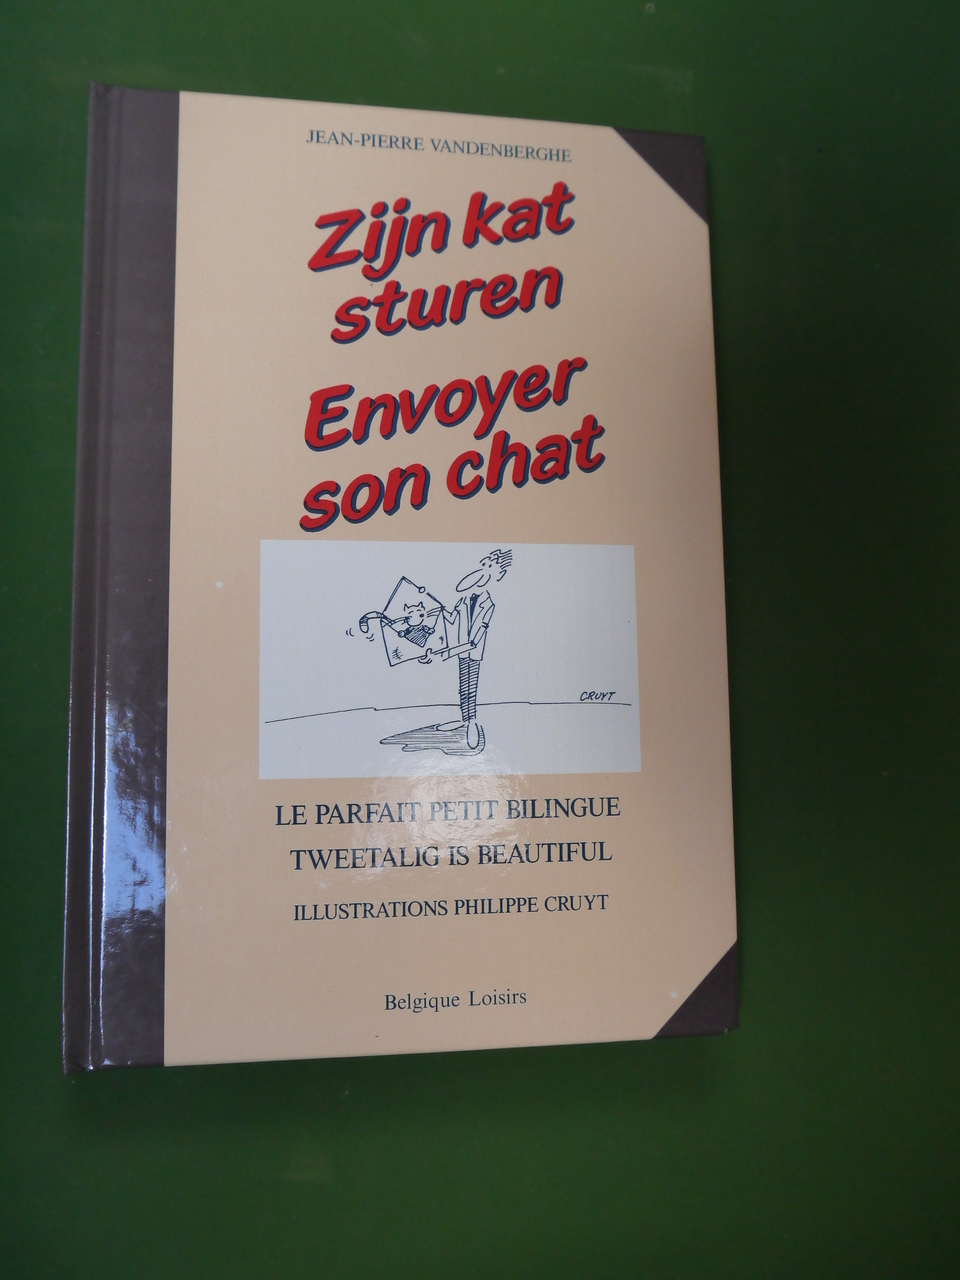 JEAN-PIERRE VANDENBERGHE
Zijn kat
sturen
Envoyer
son chat
CRUYT
LE PARFAIT PETIT BILINGUE
TWEETALIG IS BEAUTIFUL
ILLUSTRATIONS PHILIPPE CRUYT
Belgique Loisirs